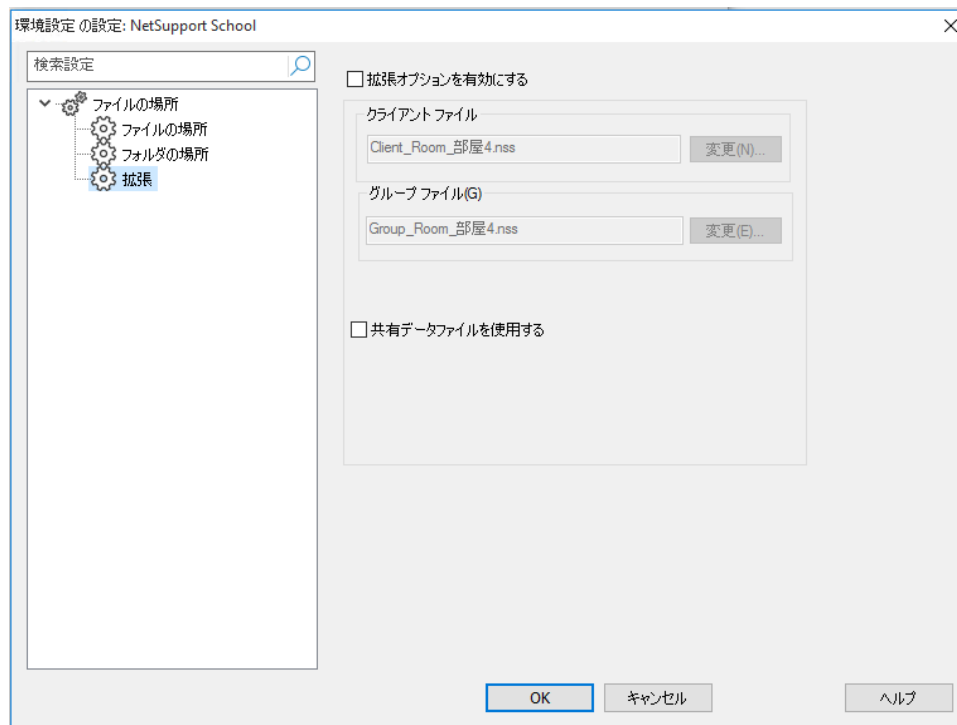 環境設定 の設定: NetSupport School
検索設定
ファイルの場所
ファイルの場所
フォルダの場所
拡張
拡張オプションを有効にする
クライアント ファイル
Client_Room_部屋4.nss
変更(N)...
グループ ファイル(G)
Group_Room_部屋4.nss
変更(E)...
共有データファイルを使用する
OK
キャンセル
ヘルプ